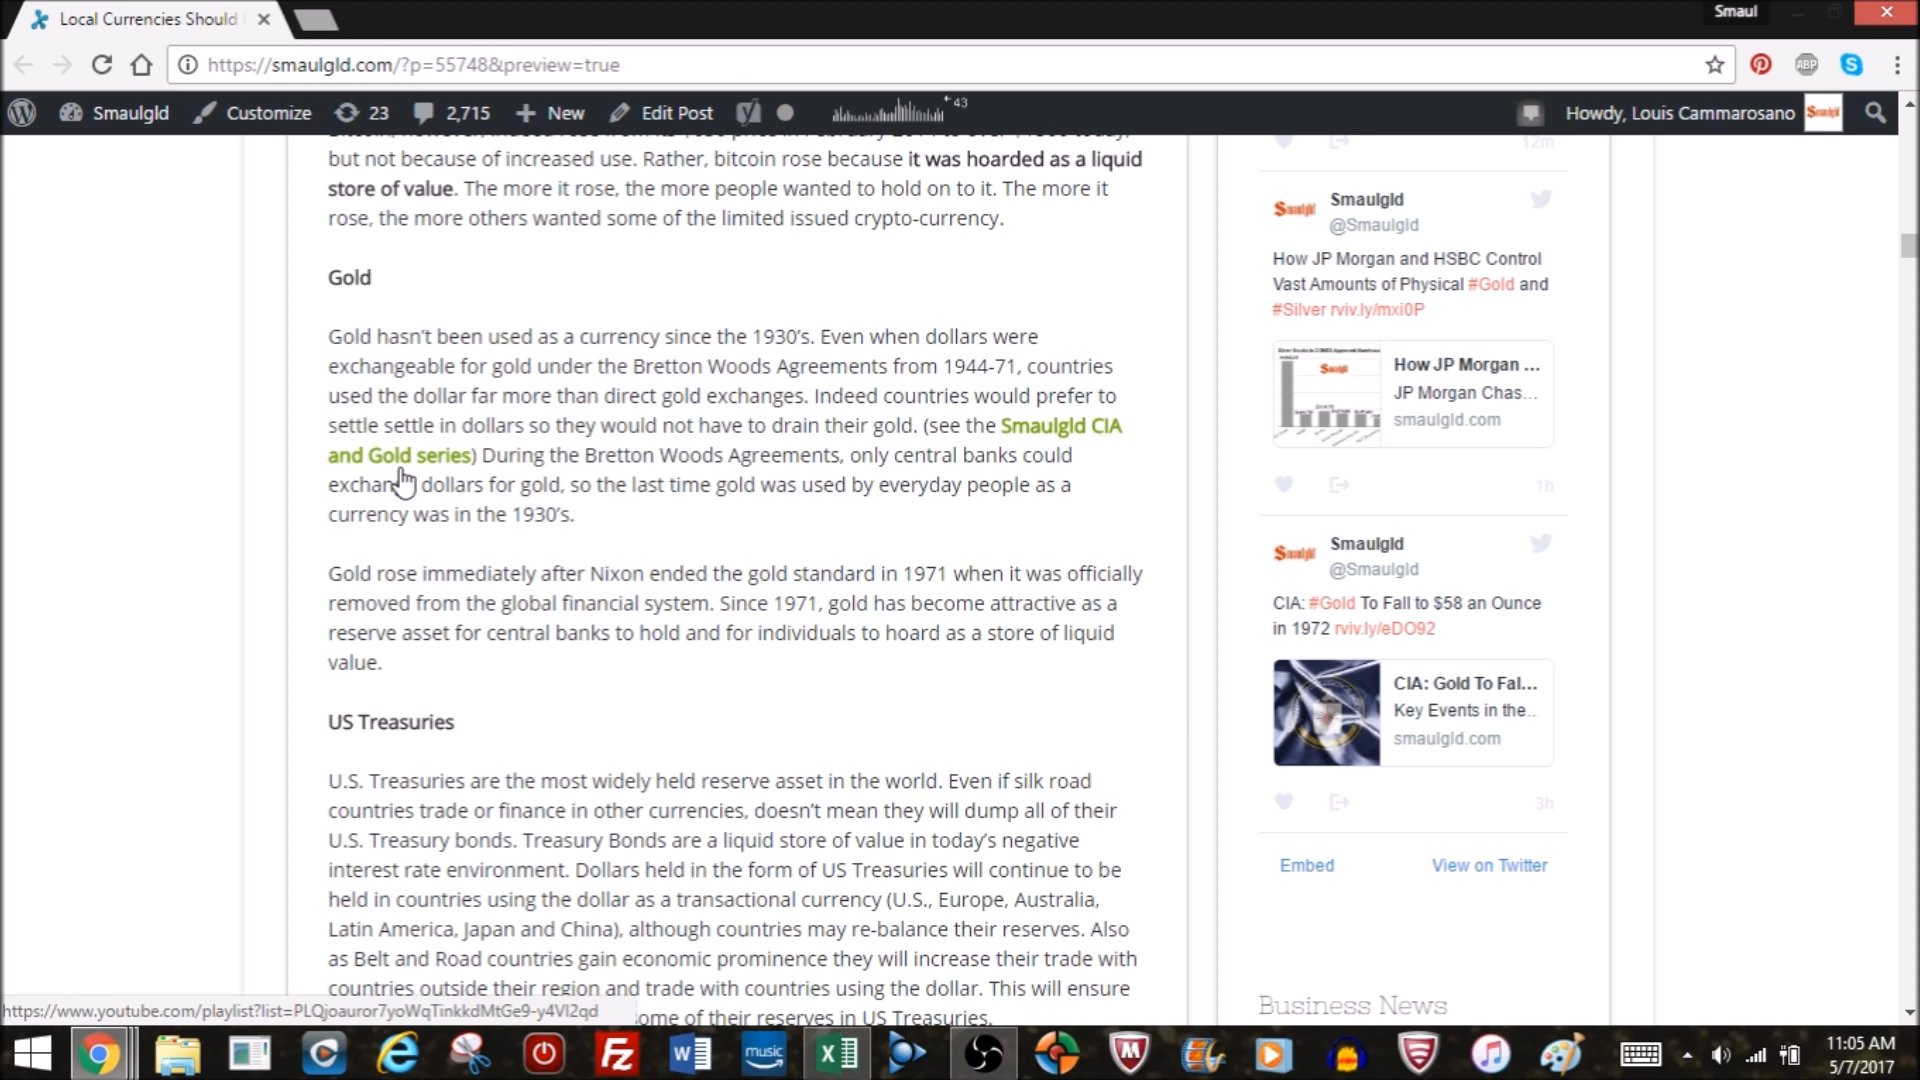 Local Currencies Should
Smaul
https://smaulgld.com/?p=55748&preview=true
ABP
Smaulgld
Customize
23
2,715
New
Edit Post
43
Howdy, Louis Cammarosano
Smaulgld
but not because of increased use. Rather, bitcoin rose because it was hoarded as a liquid
store of value. The more it rose, the more people wanted to hold on to it. The more it
rose, the more others wanted some of the limited issued crypto-currency.
Gold
Gold hasn't been used as a currency since the 1930's. Even when dollars were
exchangeable for gold under the Bretton Woods Agreements from 1944-71, countries
used the dollar far more than direct gold exchanges. Indeed countries would prefer to
settle settle in dollars so they would not have to drain their gold. (see the Smaulgld CIA
and Gold series) During the Bretton Woods Agreements, only central banks could
exchan dollars for gold, so the last time gold was used by everyday people as a
currency was in the 1930's.
Gold rose immediately after Nixon ended the gold standard in 1971 when it was officially
removed from the global financial system. Since 1971, gold has become attractive as a
reserve asset for central banks to hold and for individuals to hoard as a store of liquid
value.
US Treasuries
U.S. Treasuries are the most widely held reserve asset in the world. Even if silk road
countries trade or finance in other currencies, doesn't mean they will dump all of their
U.S. Treasury bonds. Treasury Bonds are a liquid store of value in today's negative
interest rate environment. Dollars held in the form of US Treasuries will continue to be
held in countries using the dollar as a transactional currency (U.S., Europe, Australia,
Latin America, Japan and China), although countries may re-balance their reserves. Also
as Belt and Road countries gain economic prominence they will increase their trade with
countries outside their region and trade with countries using the dollar. This will ensure
ome of their reserves in US Treasuries.
12m
Smaulgld
Smaulgld
@Smaulgld
How JP Morgan and HSBC Control
Vast Amounts of Physical #Gold and
#Silver rviv.ly/mxi0P
Smaulgld
How JP Morgan ...
JP Morgan Chas...
smaulgld.com
1h
Smaulgld
Smaulgld
@Smaulgld
CIA: #Gold To Fall to $58 an Ounce
in 1972 rviv.ly/eDO92
CIA: Gold To Fal...
Key Events in the..
smaulgld.com
3h
Embed
View on Twitter
Business News
https://www.youtube.com/playlist?list=PLQjoauror7yoWqTinkkdMtGe9-y4Vl2qd
music
11:05 AM
5/7/2017